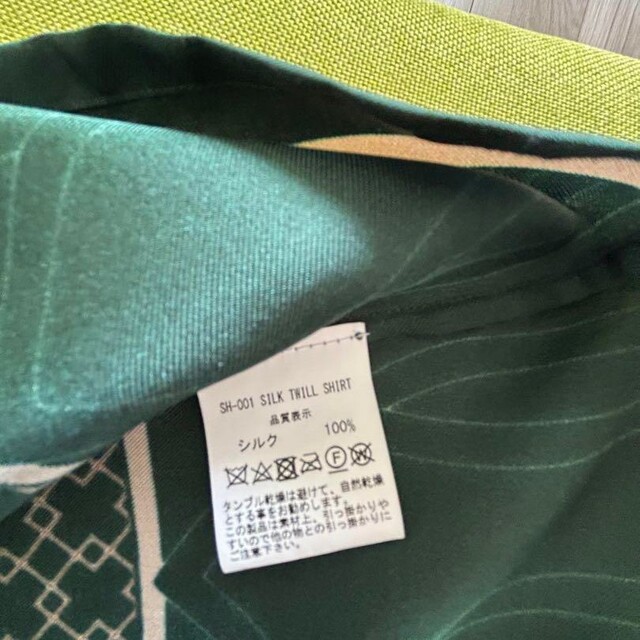 SH-001 SILK TWILL SHIRT
品質表示
シルク 100%
タンブル乾燥は避けて、自然乾燥
とする事をお勧めします。
この製品は素材上、引っ掛かりや
すいので他の物との引っ掛かりに
ご注意下さい。